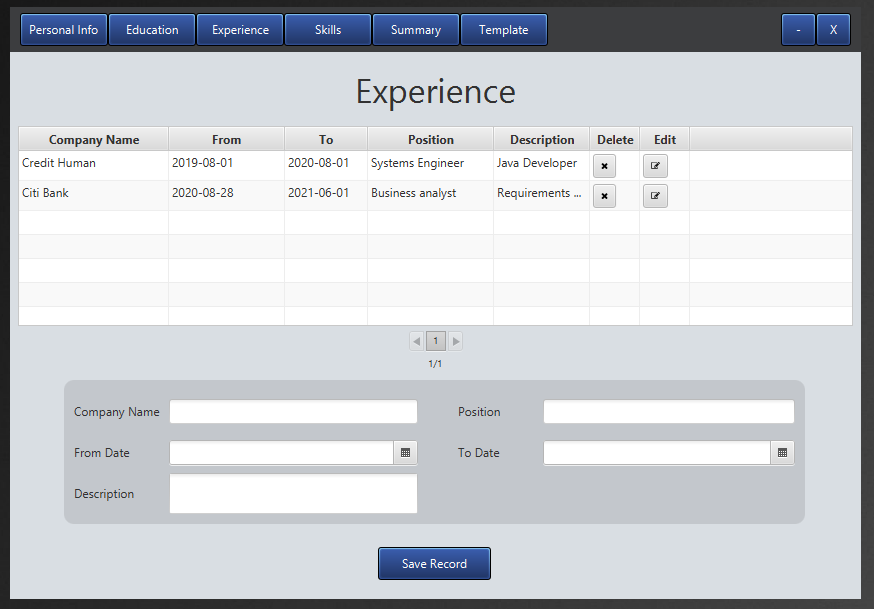 Personal Info Education Experience Skills Summary Template - X
Experience
Company Name From To Position Description Delete Edit
Credit Human 2019-08-01 2020-08-01 Systems Engineer Java Developer
Citi Bank 2020-08-28 2021-06-01 Business analyst Requirements ...
1
1/1
Company Name Position
From Date To Date
Description
Save Record